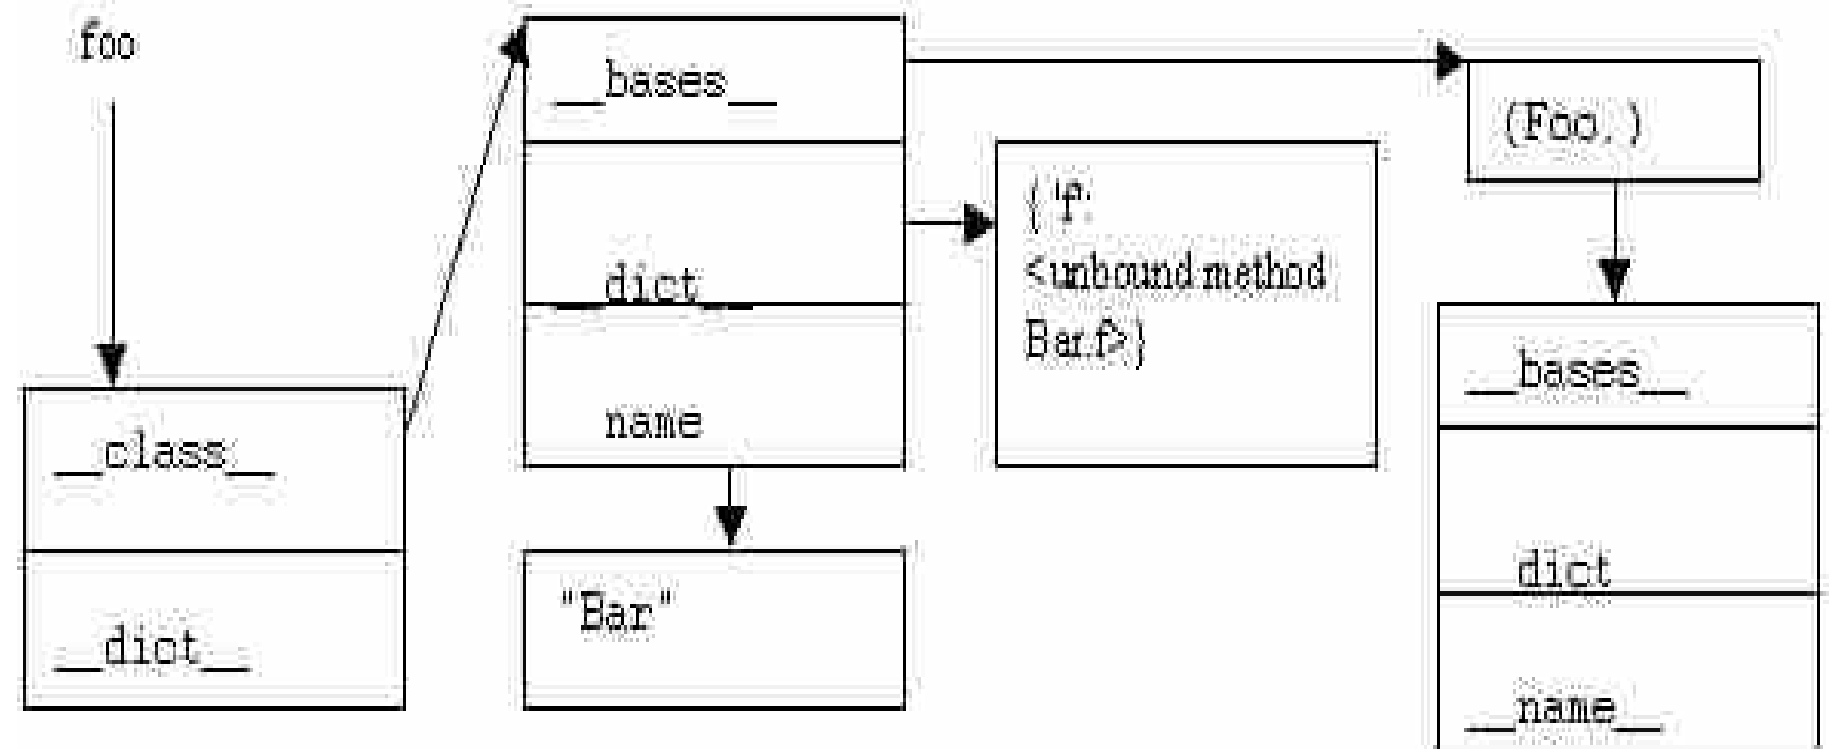 foo
__class__
__dict__
__bases__
__dict__
name
"Bar"
{'f':
<unbound method
Bar.f>}
(Foo,)
__bases__
dict
__name__